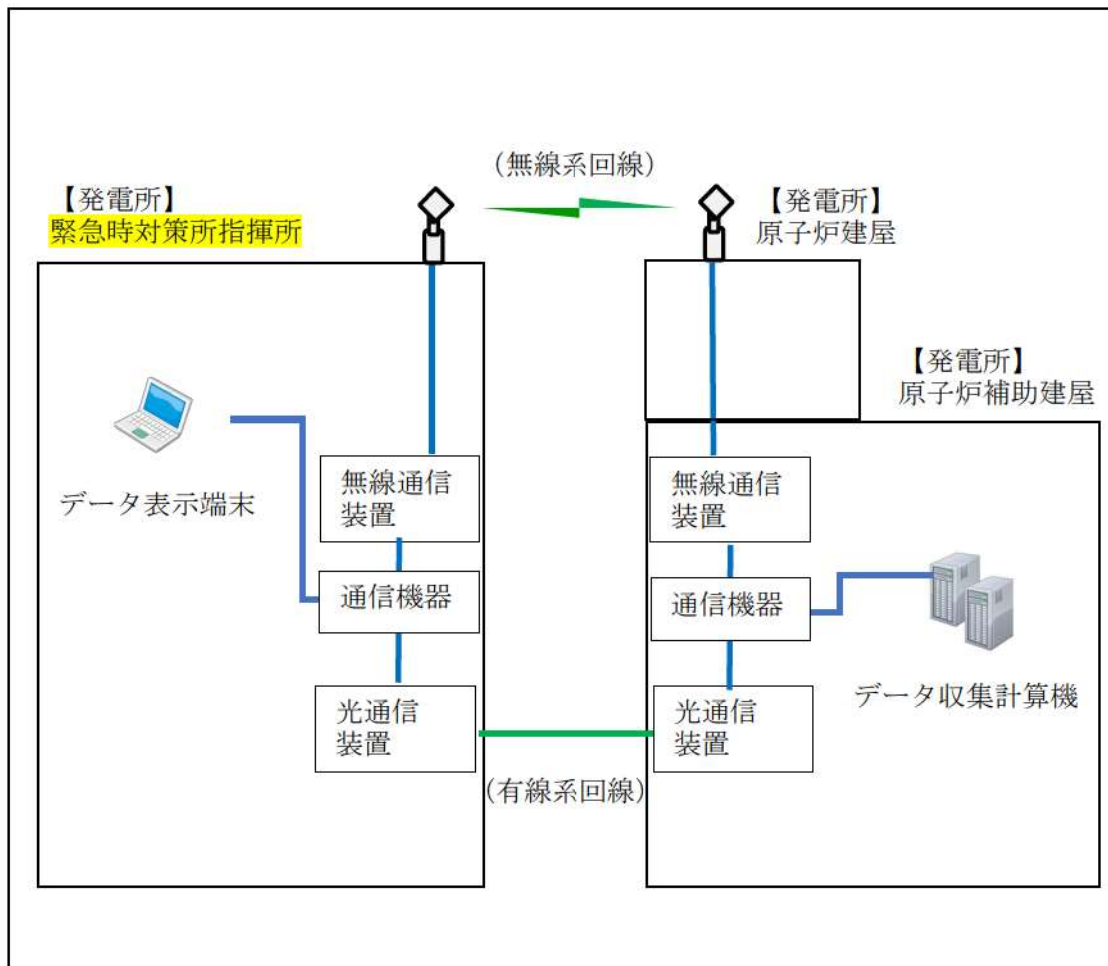 (無線系回線)
【発電所】
緊急時対策所指揮所
【発電所】
原子炉建屋
【発電所】
原子炉補助建屋
データ表示端末
無線通信
装置
通信機器
光通信
装置
無線通信
装置
通信機器
光通信
装置
データ収集計算機
(有線系回線)